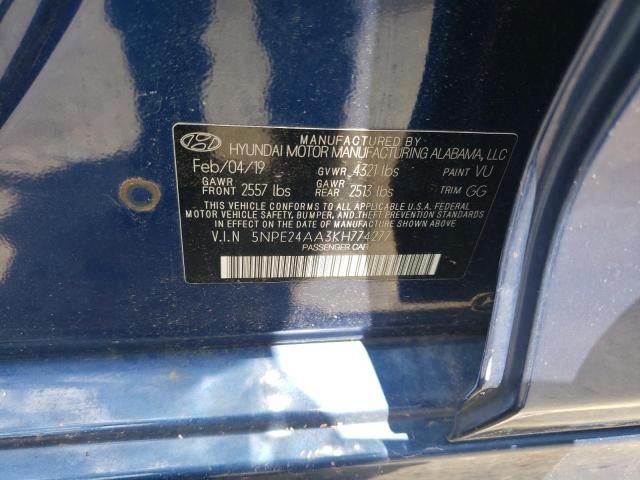 MANUFACTURED BY
HYUNDAI MOTOR MANUFACTURING ALABAMA, LLC
Feb/04/19 GVWR 4321 lbs PAINT VU
GAWR FRONT 2557 lbs GAWR REAR 2513 lbs TRIM GG
THIS VEHICLE CONFORMS TO ALL APPLICABLE U.S.A. FEDERAL
MOTOR VEHICLE SAFETY, BUMPER, AND THEFT PREVENTION STANDARDS
IN EFFECT ON THE DATE OF MANUFACTURE SHOWN ABOVE.
V.I.N 5NPE24AA3KH774277
PASSENGER CAR